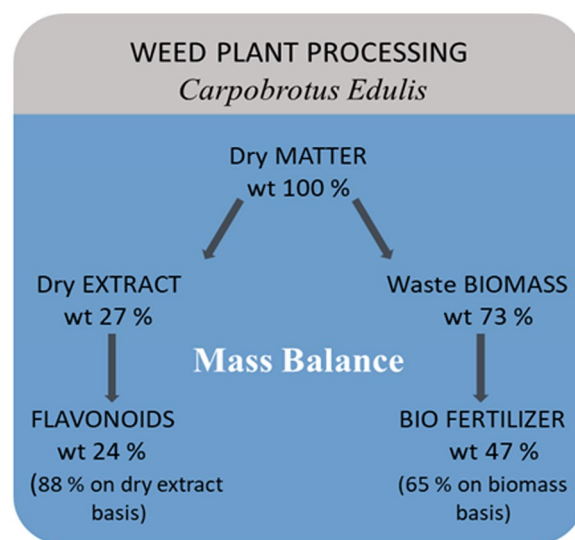 WEED PLANT PROCESSING
Carpobrotus Edulis
Dry MATTER
wt 100 %
Dry EXTRACT
wt 27 %
Waste BIOMASS
wt 73 %
Mass Balance
FLAVONOIDS
wt 24 %
(88 % on dry extract
basis)
BIO FERTILIZER
wt 47 %
(65 % on biomass
basis)